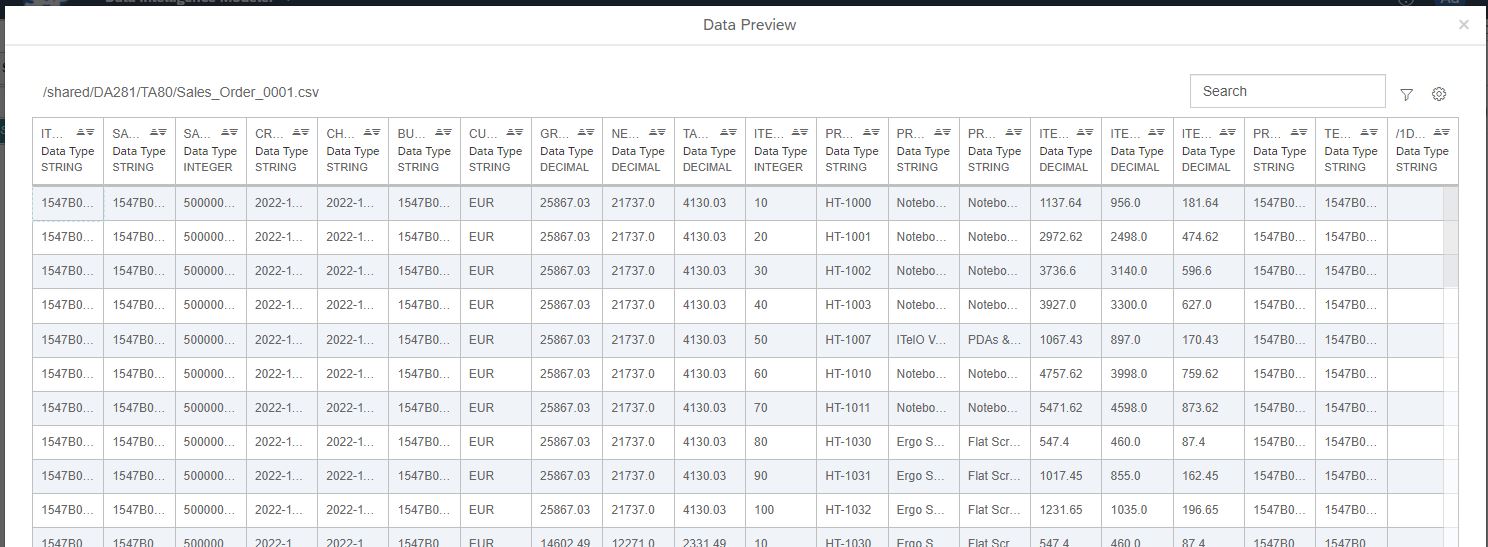 Data Intelligence Modeler
Data Preview
/shared/DA281/TA80/Sales_Order_0001.csv
Search
IT... SA... SA... CR... CH... BU... CU... GR... NE... TA... ITE... PR... PR... PR... ITE... ITE... ITE... PR... TE... /1D...
Data Type Data Type Data Type Data Type Data Type Data Type Data Type Data Type Data Type Data Type Data Type Data Type Data Type Data Type Data Type Data Type Data Type Data Type Data Type Data Type
STRING STRING INTEGER STRING STRING STRING STRING DECIMAL DECIMAL DECIMAL INTEGER STRING STRING STRING DECIMAL DECIMAL DECIMAL STRING STRING STRING
1547B0... 1547B0... 500000... 2022-1... 2022-1... 1547B0... EUR 25867.03 21737.0 4130.03 10 HT-1000 Notebo... Notebo... 1137.64 956.0 181.64 1547B0... 1547B0...
1547B0... 1547B0... 500000... 2022-1... 2022-1... 1547B0... EUR 25867.03 21737.0 4130.03 20 HT-1001 Notebo... Notebo... 2972.62 2498.0 474.62 1547B0... 1547B0...
1547B0... 1547B0... 500000... 2022-1... 2022-1... 1547B0... EUR 25867.03 21737.0 4130.03 30 HT-1002 Notebo... Notebo... 3736.6 3140.0 596.6 1547B0... 1547B0...
1547B0... 1547B0... 500000... 2022-1... 2022-1... 1547B0... EUR 25867.03 21737.0 4130.03 40 HT-1003 Notebo... Notebo... 3927.0 3300.0 627.0 1547B0... 1547B0...
1547B0... 1547B0... 500000... 2022-1... 2022-1... 1547B0... EUR 25867.03 21737.0 4130.03 50 HT-1007 ITelO V... PDAs &... 1067.43 897.0 170.43 1547B0... 1547B0...
1547B0... 1547B0... 500000... 2022-1... 2022-1... 1547B0... EUR 25867.03 21737.0 4130.03 60 HT-1010 Notebo... Notebo... 4757.62 3998.0 759.62 1547B0... 1547B0...
1547B0... 1547B0... 500000... 2022-1... 2022-1... 1547B0... EUR 25867.03 21737.0 4130.03 70 HT-1011 Notebo... Notebo... 5471.62 4598.0 873.62 1547B0... 1547B0...
1547B0... 1547B0... 500000... 2022-1... 2022-1... 1547B0... EUR 25867.03 21737.0 4130.03 80 HT-1030 Ergo S... Flat Scr... 547.4 460.0 87.4 1547B0... 1547B0...
1547B0... 1547B0... 500000... 2022-1... 2022-1... 1547B0... EUR 25867.03 21737.0 4130.03 90 HT-1031 Ergo S... Flat Scr... 1017.45 855.0 162.45 1547B0... 1547B0...
1547B0... 1547B0... 500000... 2022-1... 2022-1... 1547B0... EUR 25867.03 21737.0 4130.03 100 HT-1032 Ergo S... Flat Scr... 1231.65 1035.0 196.65 1547B0... 1547B0...
1547B0... 1547B0... 500000... 2022-1... 2022-1... 1547B0... EUR 14602.49 12271.0 2331.49 10 HT-1030 Ergo S... Flat Scr... 547.4 460.0 87.4 1547B0... 1547B0...